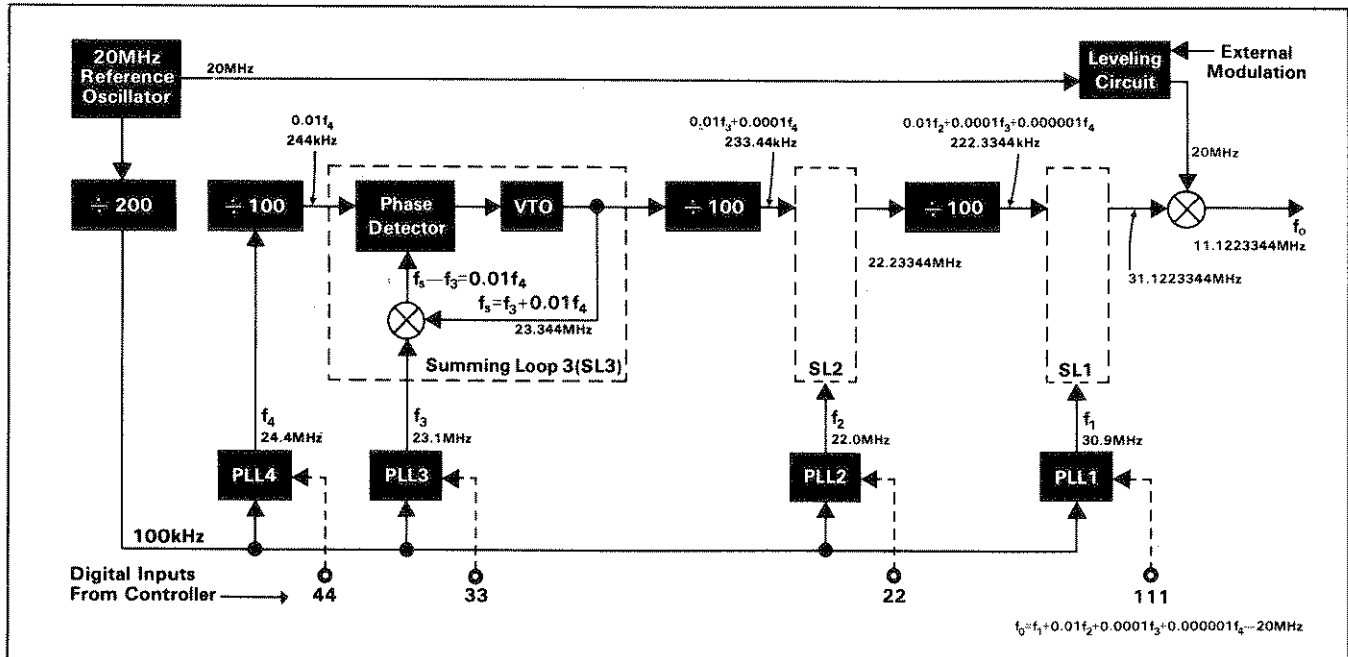 20MHz
Reference
Oscillator
20MHz
Leveling
Circuit
External
Modulation
0.01f₄
244kHz
0.01f₃+0.0001f₄
233.44kHz
0.01f₂+0.0001f₃+0.000001f₄
222.3344kHz
20MHz
÷ 200
÷ 100
Phase
Detector
VTO
÷ 100
÷ 100
f₀
11.1223344MHz
22.23344MHz
31.1223344MHz
fₛ—f₃=0.01f₄
fₛ=f₃+0.01f₄
23.344MHz
Summing Loop 3(SL3)
SL2
SL1
f₄
24.4MHz
f₃
23.1MHz
f₂
22.0MHz
f₁
30.9MHz
PLL4
PLL3
PLL2
PLL1
100kHz
Digital Inputs
From Controller
44
33
22
111
f₀=f₁+0.01f₂+0.0001f₃+0.000001f₄—20MHz